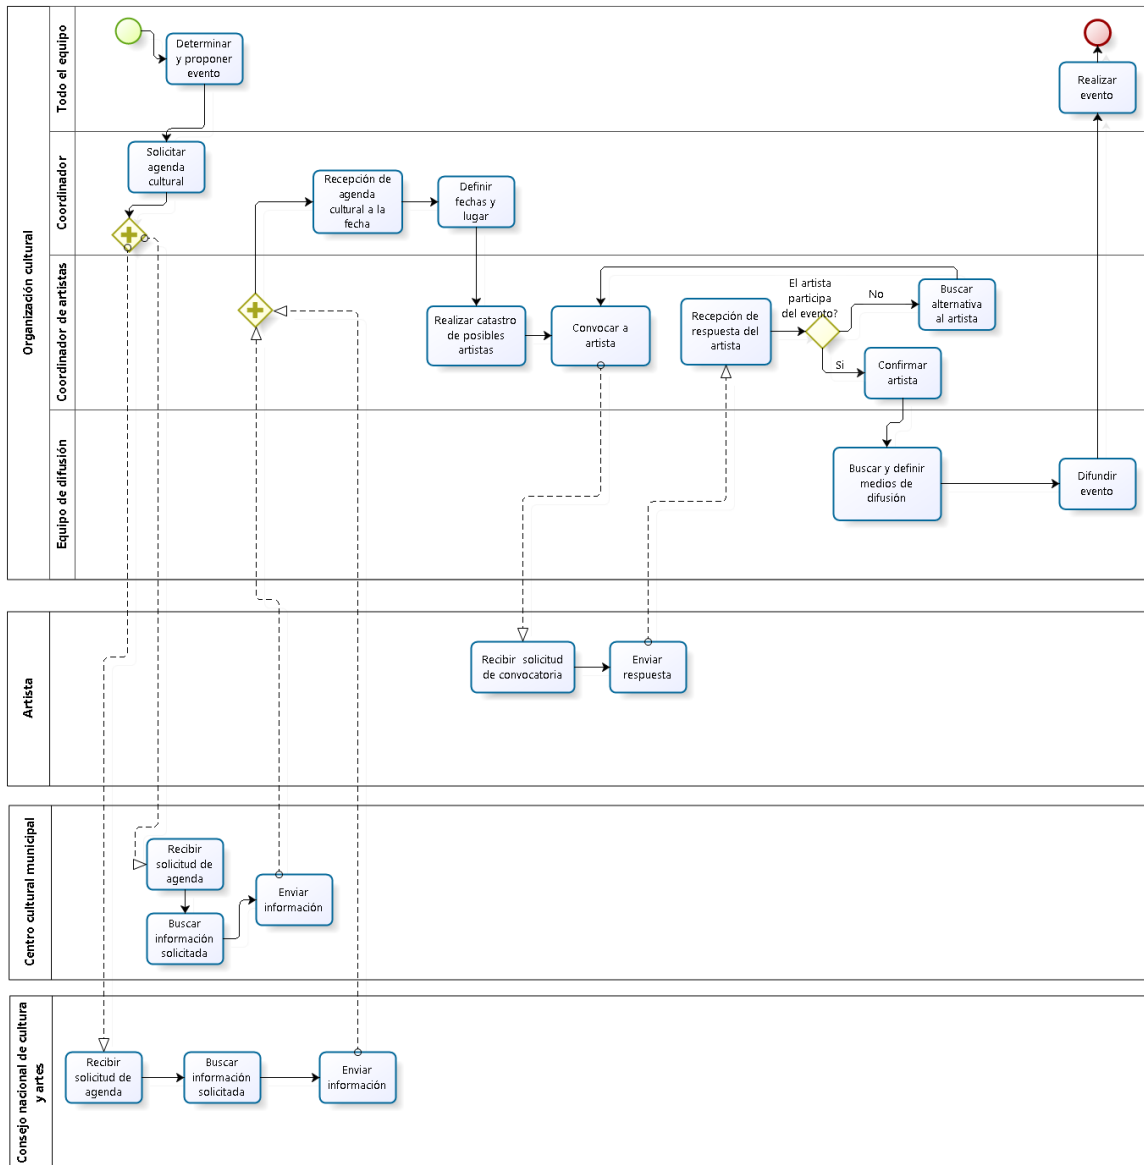 Organización cultural
Todo el equipo
Determinar
y proponer
evento
Realizar
evento
Coordinador
Solicitar
agenda
cultural
Recepción de
agenda
cultural a la
fecha
Definir
fechas y
lugar
Coordinador de artistas
Realizar catastro
de posibles
artistas
Convocar a
artista
Recepción de
respuesta del
artista
El artista
participa
del evento?
No
Buscar
alternativa
al artista
Si
Confirmar
artista
Equipo de difusión
Buscar y definir
medios de
difusión
Difundir
evento
Artista
Recibir solicitud
de convocatoria
Enviar
respuesta
Centro cultural municipal
Recibir
solicitud de
agenda
Buscar
información
solicitada
Enviar
información
Consejo nacional de cultura
y artes
Recibir
solicitud de
agenda
Buscar
información
solicitada
Enviar
información